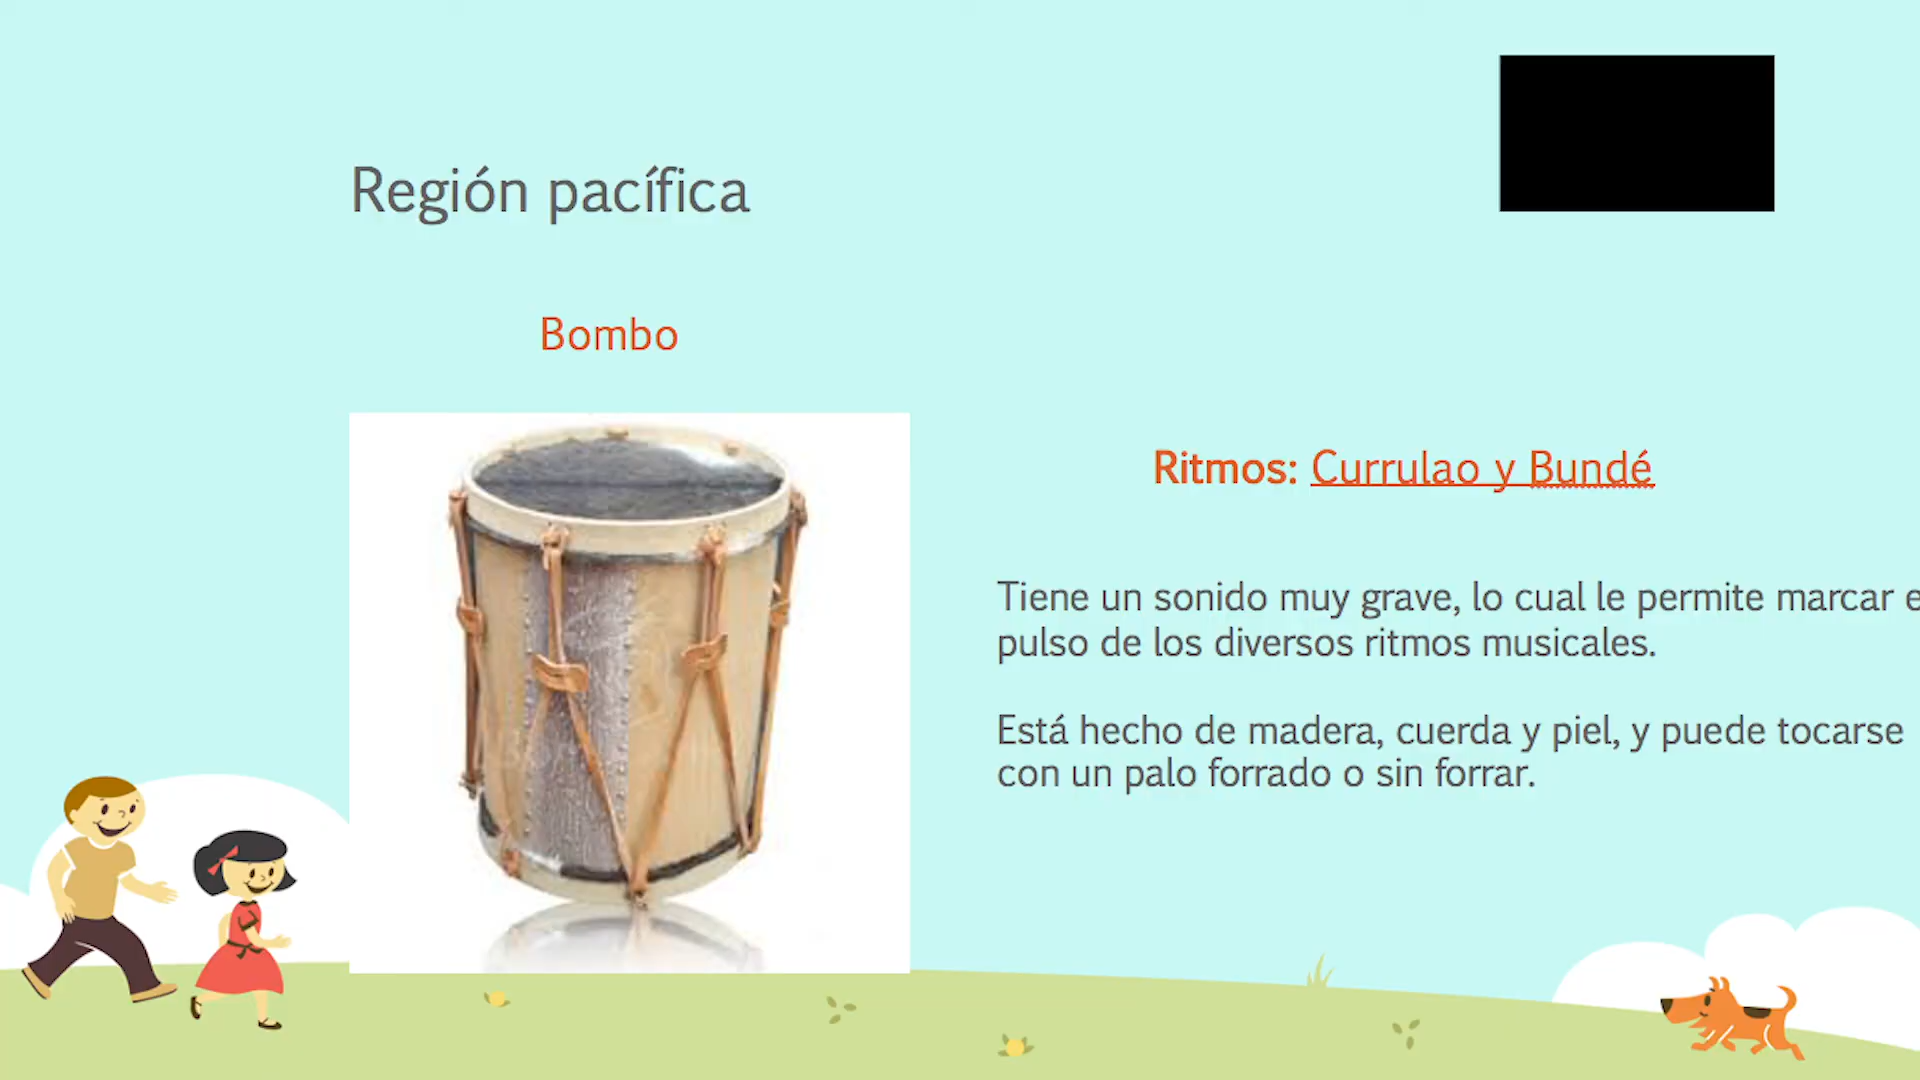 Región pacífica
Bombo
Ritmos: Currulao y Bundé
Tiene un sonido muy grave, lo cual le permite marcar e
pulso de los diversos ritmos musicales.
Está hecho de madera, cuerda y piel, y puede tocarse
con un palo forrado o sin forrar.